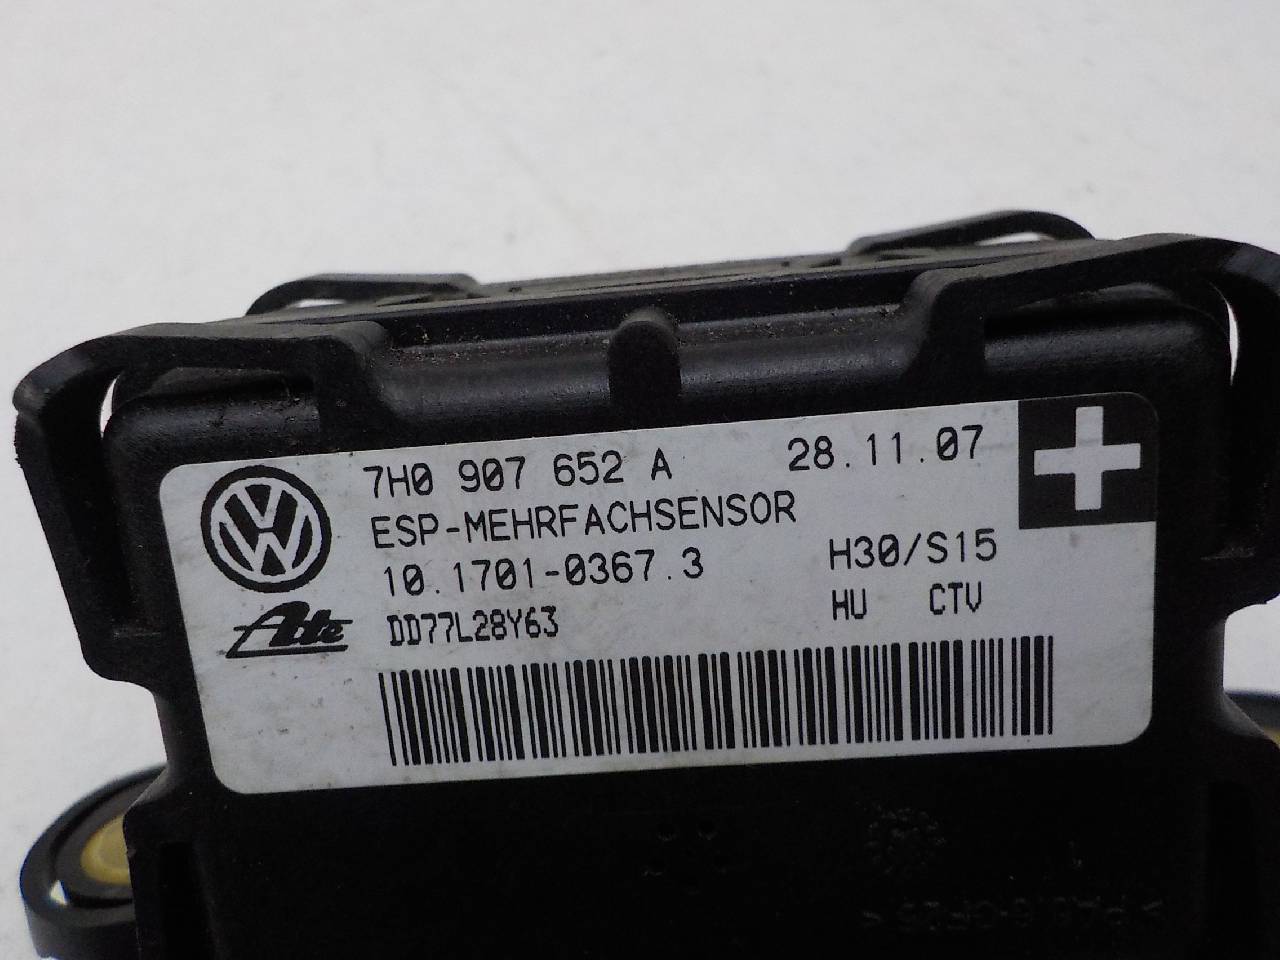 7H0 907 652 A 28.11.07
ESP-MEHRFACHSENSOR
10.1701-0367.3 H30/S15
Ate DD77L28Y63 HU CTV